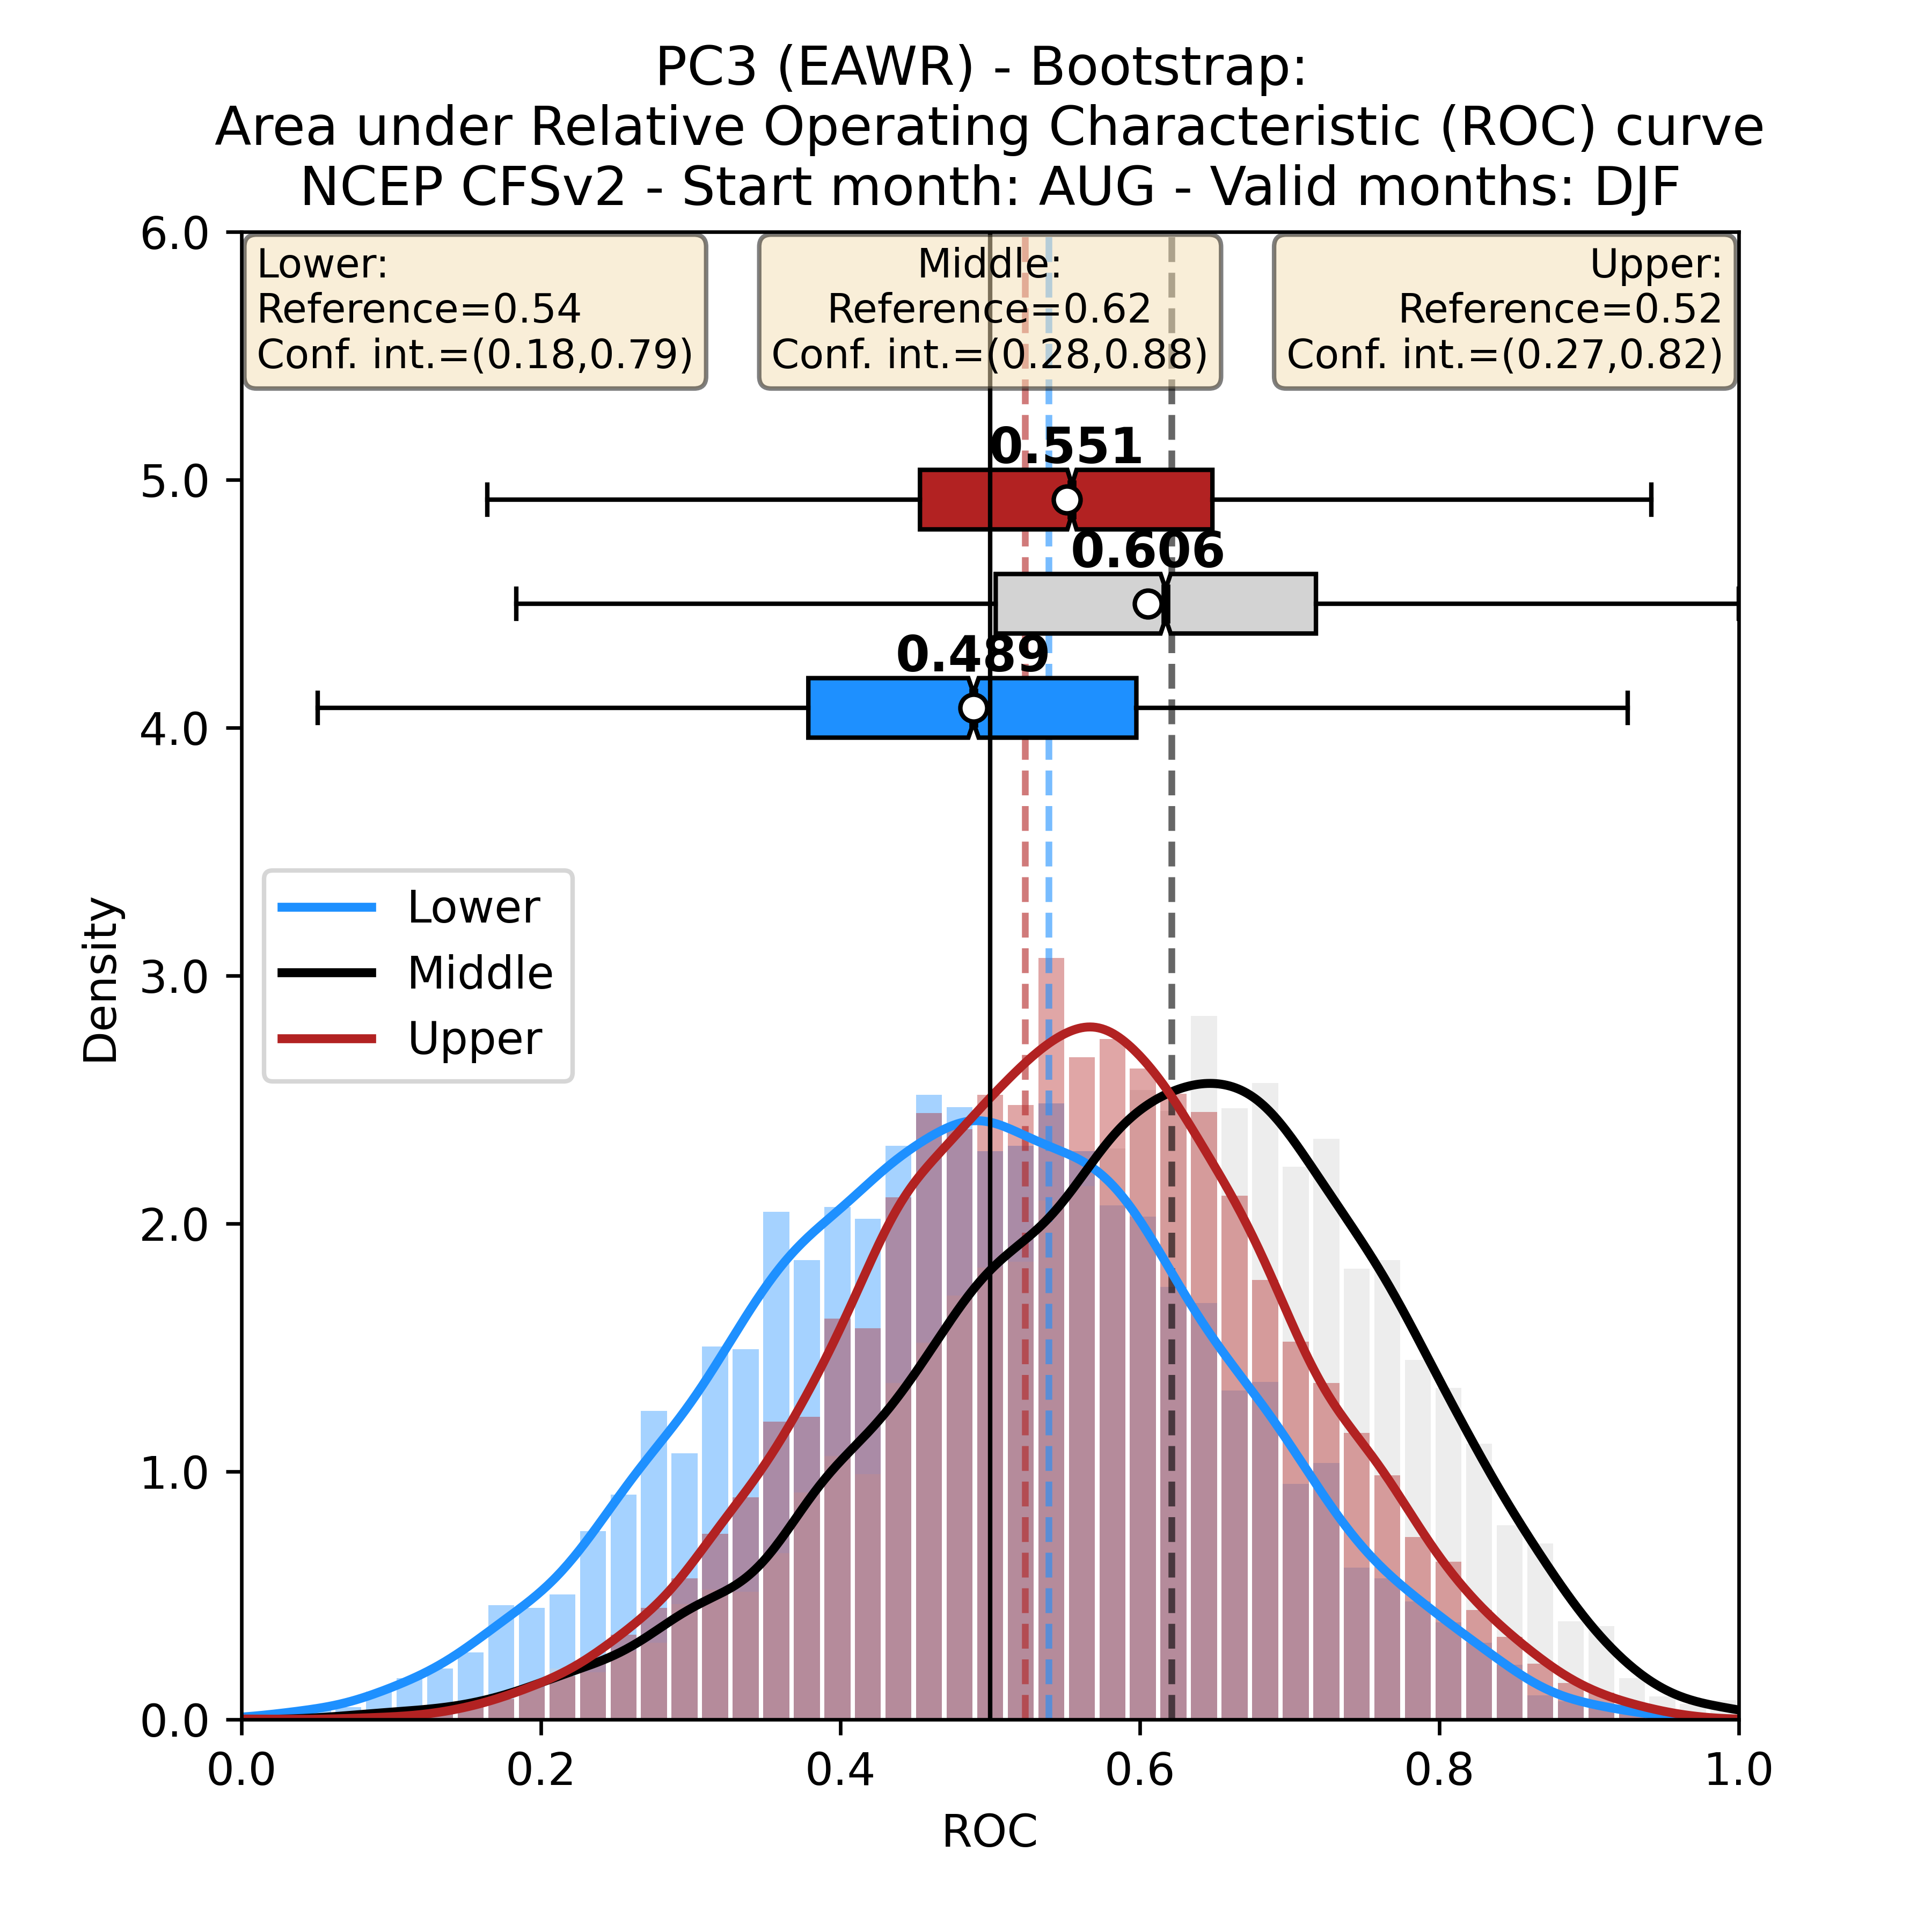 PC3 (EAWR) - Bootstrap:
Area under Relative Operating Characteristic (ROC) curve
NCEP CFSv2 - Start month: AUG - Valid months: DJF
6.0
5.0
4.0
3.0
2.0
1.0
0.0
Density
Lower:
Reference=0.54
Conf. int.=(0.18,0.79)
Middle:
Reference=0.62
Conf. int.=(0.28,0.88)
Upper:
Reference=0.52
Conf. int.=(0.27,0.82)
0.551
0.606
0.489
Lower
Middle
Upper
0.0 0.2 0.4 0.6 0.8 1.0
ROC